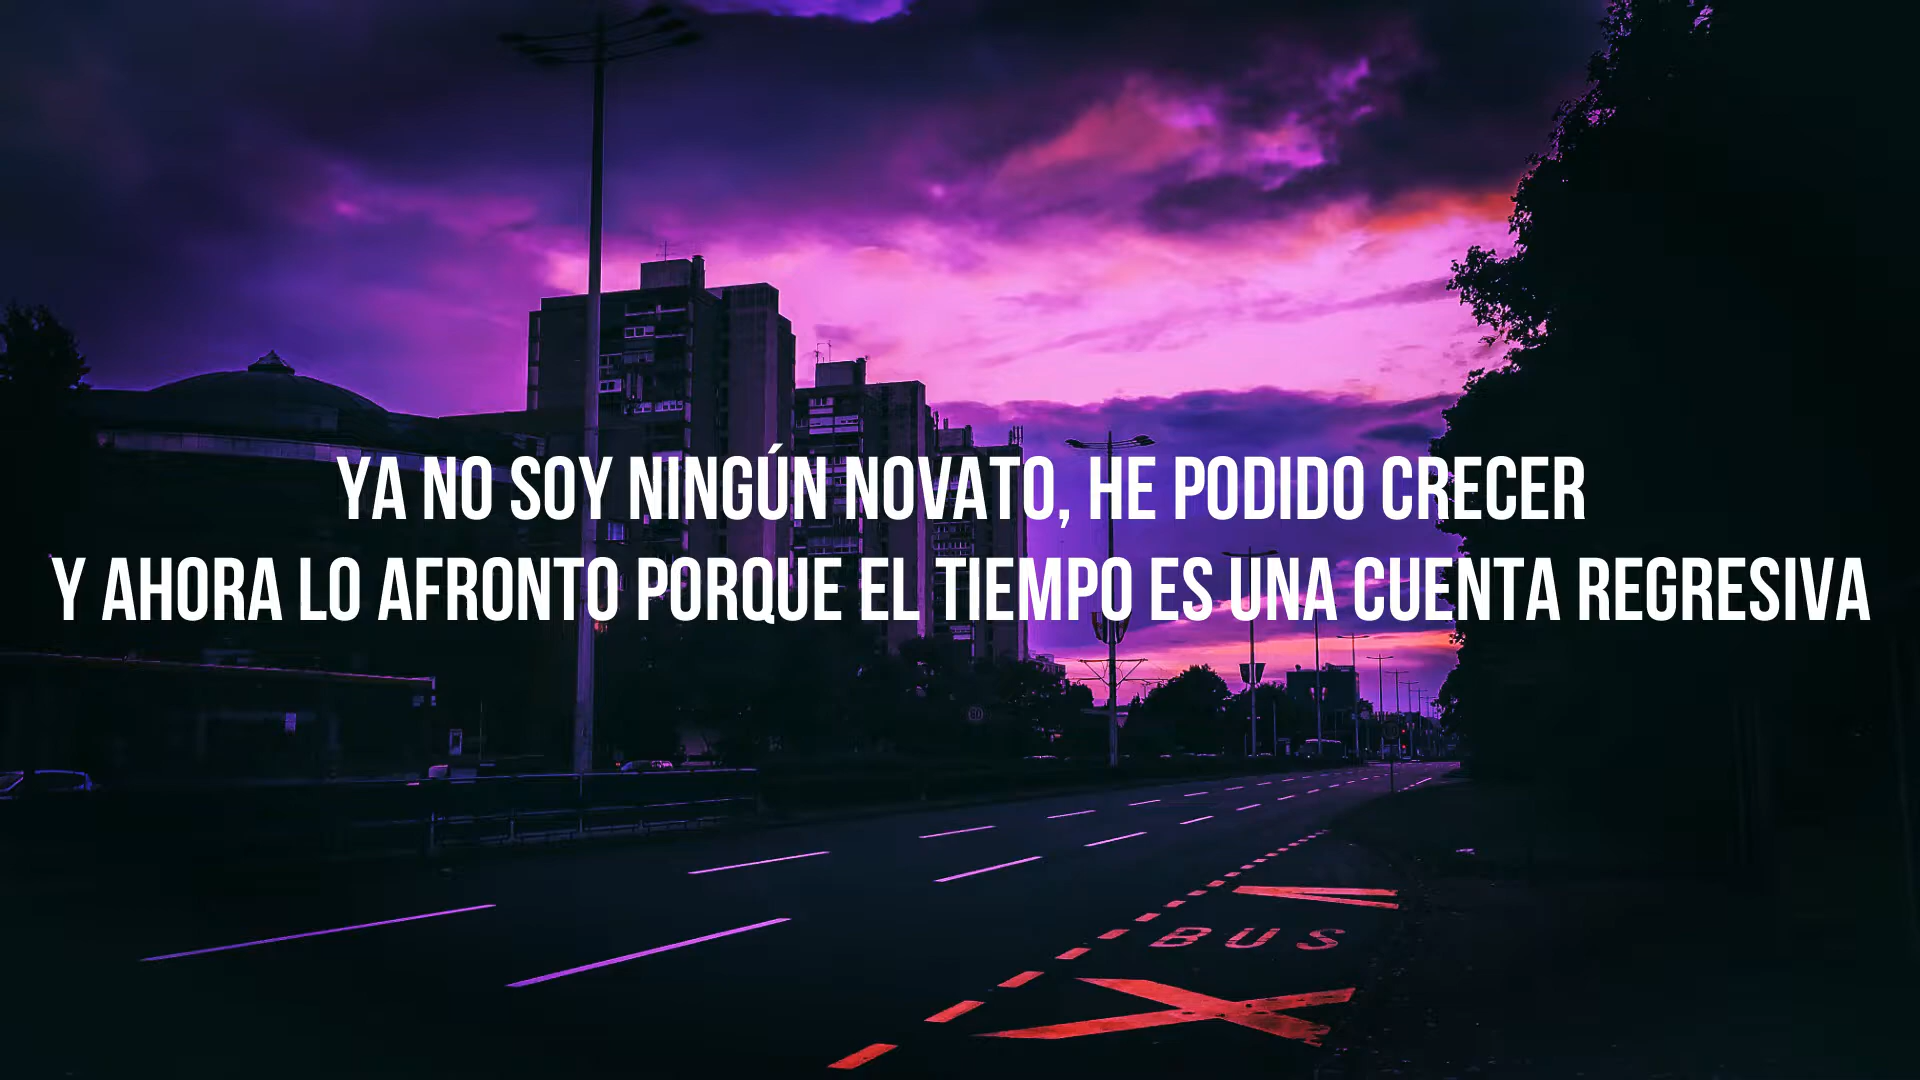 YA NO SOY NINGÚN NOVATO, HE PODIDO CRECER
Y AHORA LO AFRONTO PORQUE EL TIEMPO ES UNA CUENTA REGRESIVA
BUS